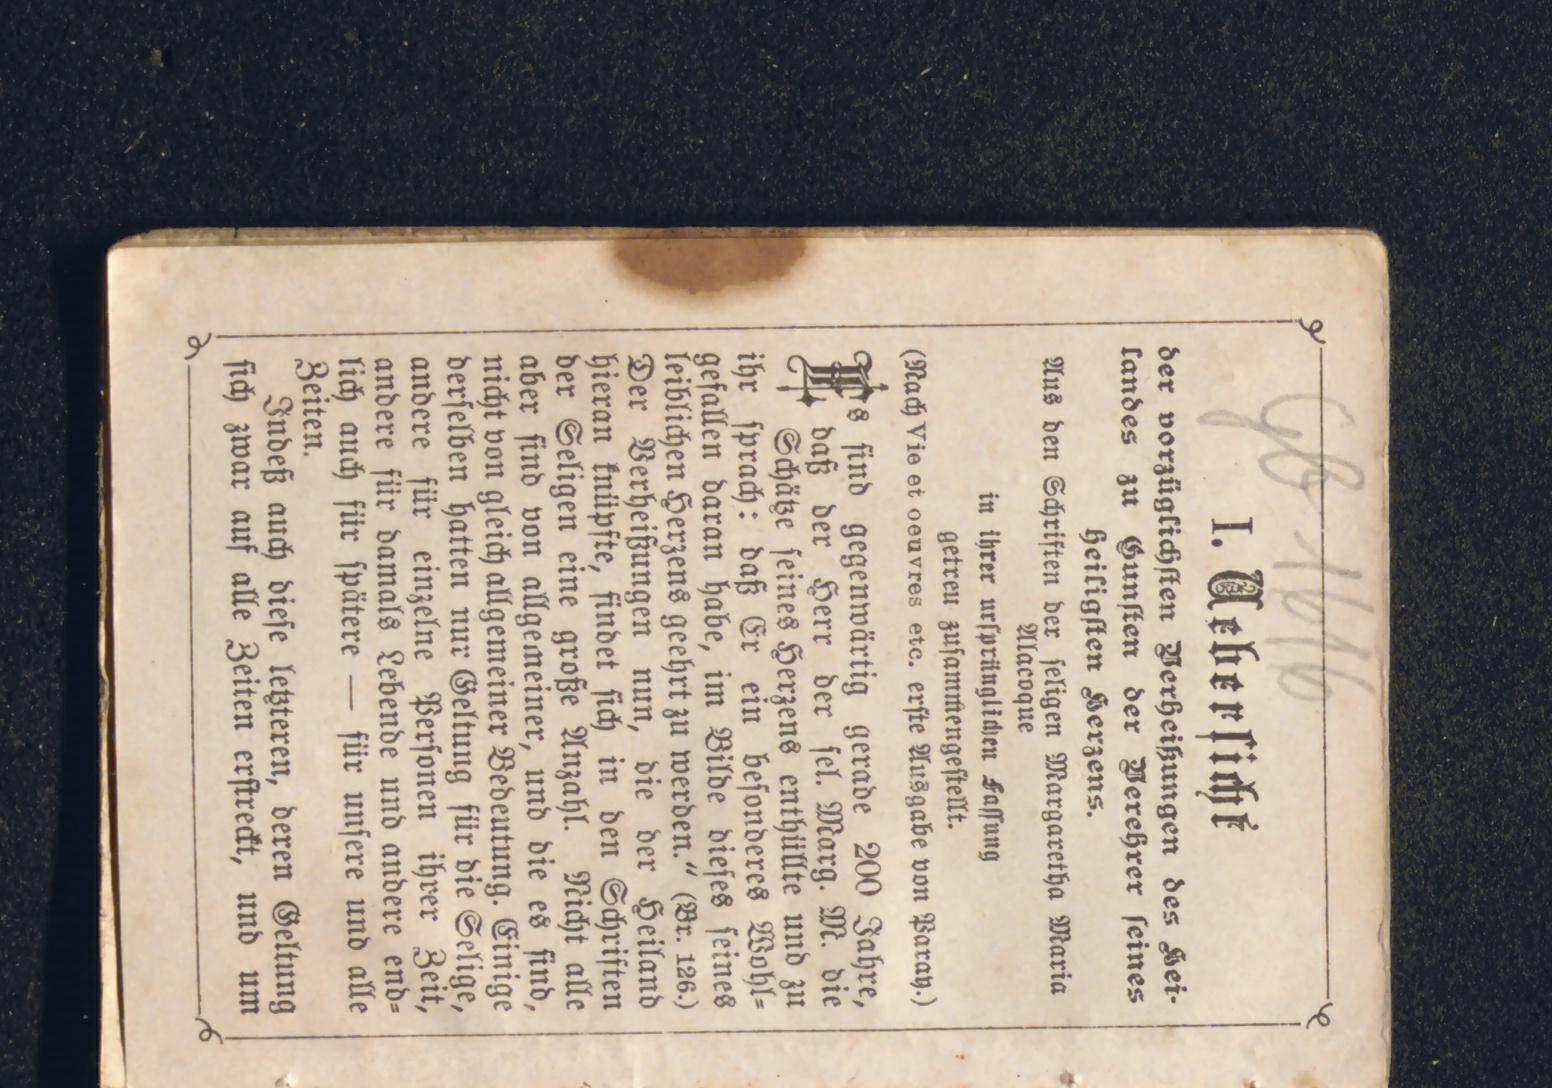 GB 1616
I. Uebersicht
der vorzüglichsten Verheißungen des Hei-
landes zu Gunsten der Verehrer seines
heiligsten Herzens.
Aus den Schriften der seligen Margaretha Maria
Alacoque
in ihrer ursprünglichen Fassung
getreu zusammengestellt.
(Nach Vie et oeuvres etc. erste Ausgabe von Paray.)
Es sind gegenwärtig gerade 200 Jahre,
daß der Herr der sel. Marg. M. die
Schätze seines Herzens enthüllte und zu
ihr sprach: daß Er ein besonderes Wohl-
gefallen daran habe, im Bilde dieses seines
leiblichen Herzens geehrt zu werden.“ (Br. 126.)
Der Verheißungen nun, die der Heiland
hieran knüpfte, findet sich in den Schriften
der Seligen eine große Anzahl. Nicht alle
aber sind von allgemeiner, und die es sind,
nicht von gleich allgemeiner Bedeutung. Einige
derselben hatten nur Geltung für die Selige,
andere für einzelne Personen ihrer Zeit,
andere für damals Lebende und andere end-
lich auch für spätere — für unsere und alle
Zeiten.
Indeß auch diese letzteren, deren Geltung
sich zwar auf alle Zeiten erstreckt, und um